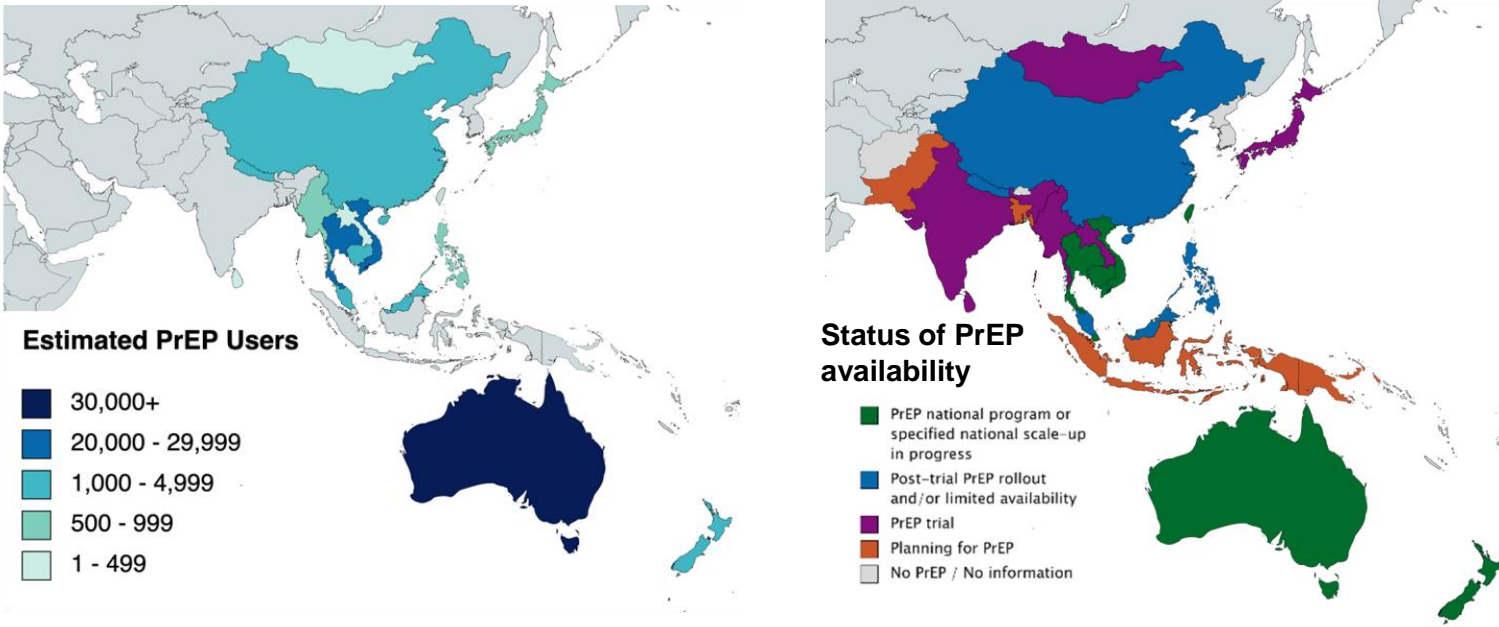 Estimated PrEP Users
30,000+
20,000 - 29,999
1,000 - 4,999
500 - 999
1 - 499
Status of PrEP
availability
PrEP national program or
specified national scale-up
in progress
Post-trial PrEP rollout
and/or limited availability
PrEP trial
Planning for PrEP
No PrEP / No information